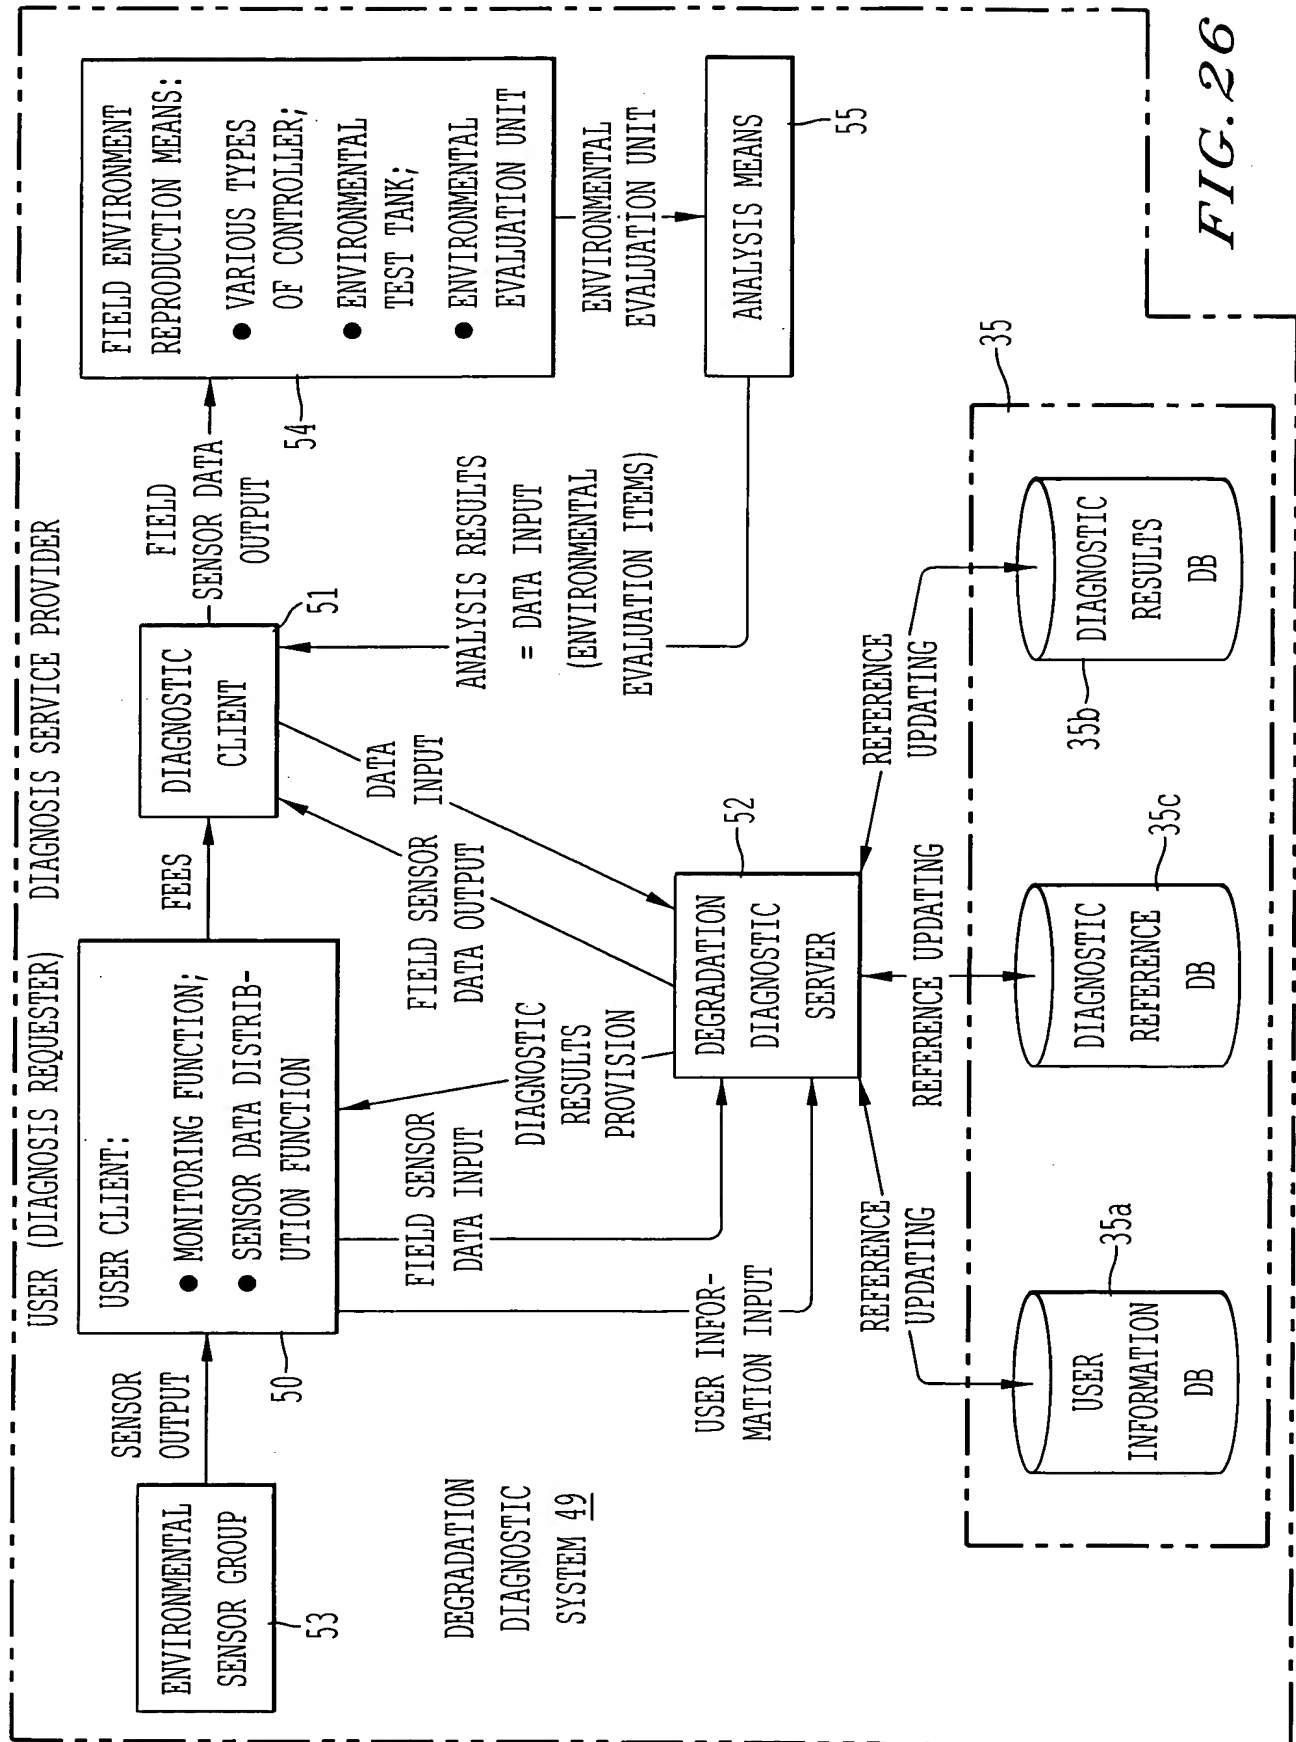 USER (DIAGNOSIS REQUESTER)
DIAGNOSIS SERVICE PROVIDER
ENVIRONMENTAL
SENSOR GROUP
53
SENSOR
OUTPUT
USER CLIENT:
● MONITORING FUNCTION;
● SENSOR DATA DISTRIB-
UTION FUNCTION
50
FEES
DIAGNOSTIC
CLIENT
51
FIELD
SENSOR DATA
OUTPUT
FIELD ENVIRONMENT
REPRODUCTION MEANS:
● VARIOUS TYPES
OF CONTROLLER;
● ENVIRONMENTAL
TEST TANK;
● ENVIRONMENTAL
EVALUATION UNIT
54
ENVIRONMENTAL
EVALUATION UNIT
ANALYSIS MEANS
55
ANALYSIS RESULTS
= DATA INPUT
(ENVIRONMENTAL
EVALUATION ITEMS)
DATA
INPUT
FIELD SENSOR
DATA OUTPUT
DIAGNOSTIC
RESULTS
PROVISION
FIELD SENSOR
DATA INPUT
USER INFOR-
MATION INPUT
DEGRADATION
DIAGNOSTIC
SYSTEM 49
DEGRADATION
DIAGNOSTIC
SERVER
52
REFERENCE
UPDATING
REFERENCE UPDATING
REFERENCE
UPDATING
35
USER
INFORMATION
DB
35a
DIAGNOSTIC
REFERENCE
DB
35c
DIAGNOSTIC
RESULTS
DB
35b
FIG.26